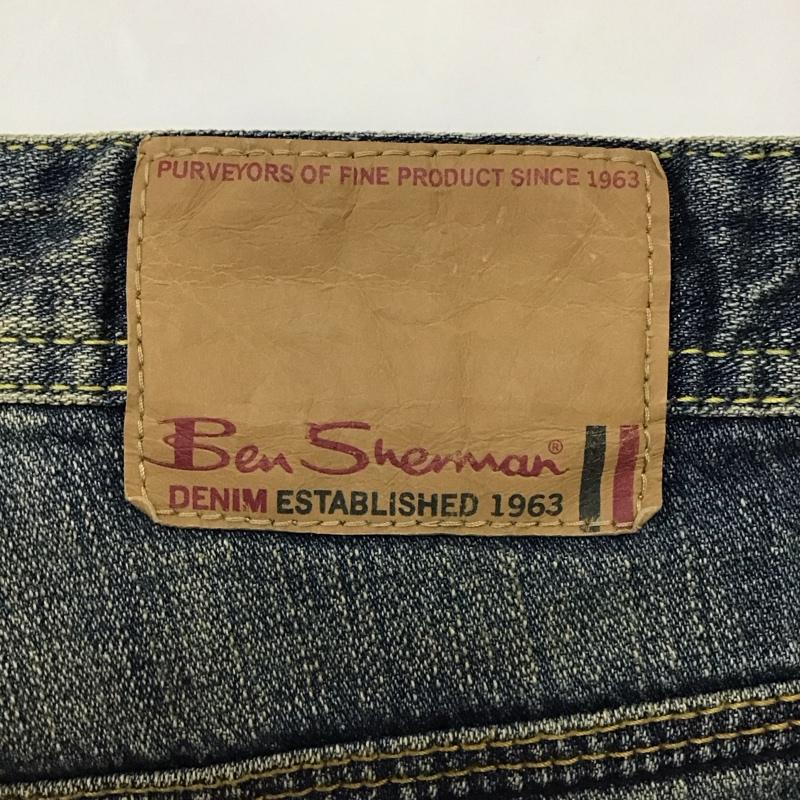 PURVEYORS OF FINE PRODUCT SINCE 1963
Ben Sherman®
DENIM ESTABLISHED 1963